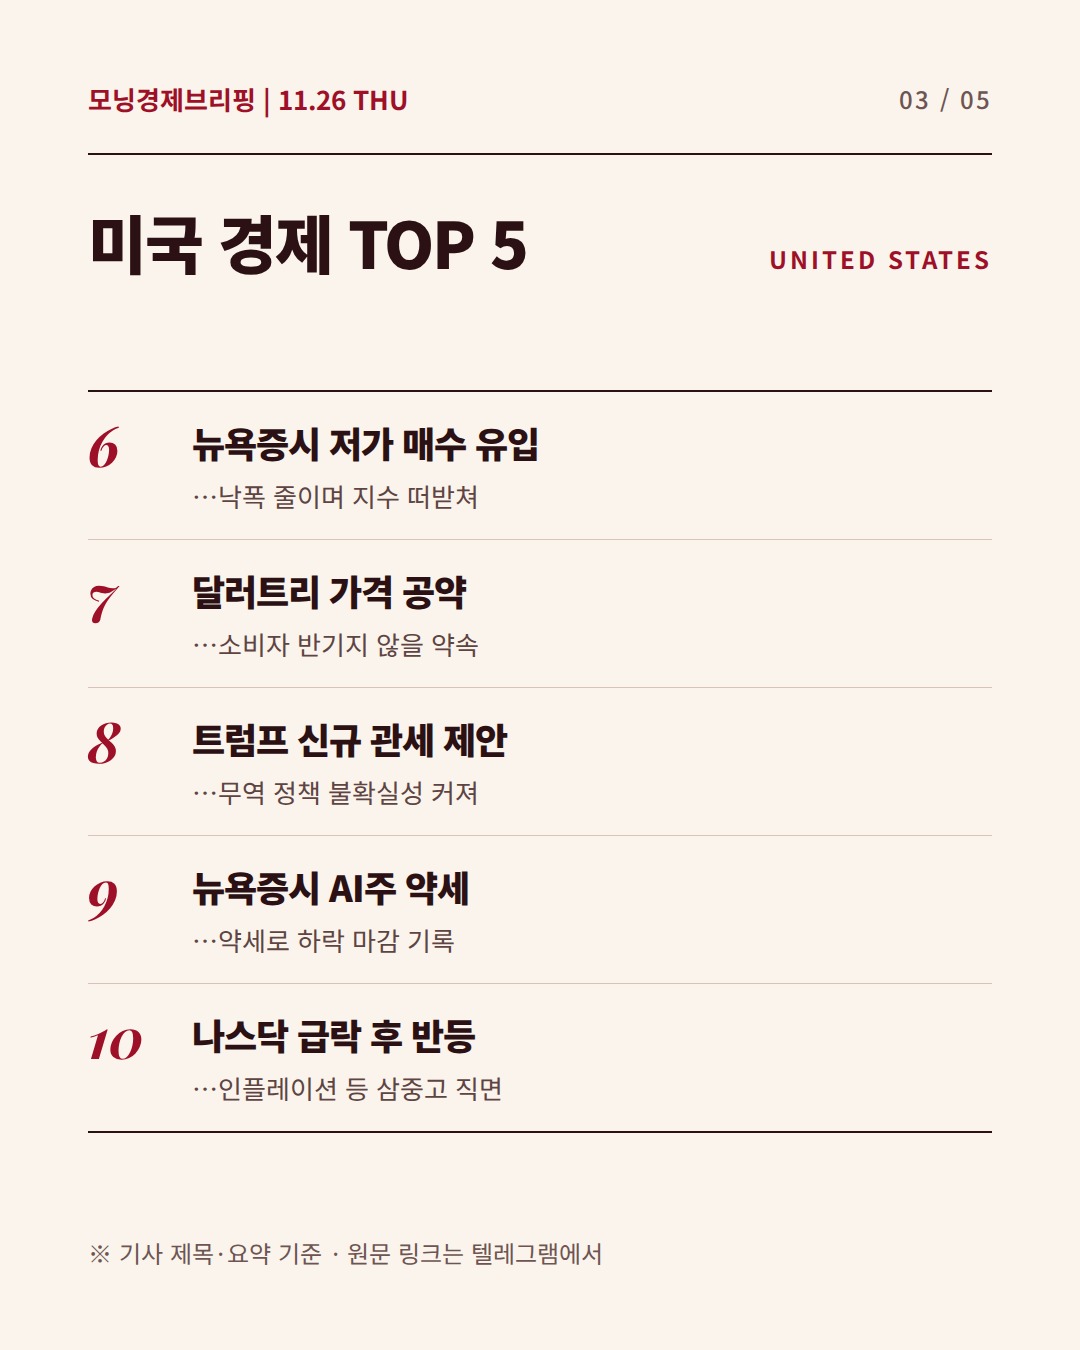 모닝경제브리핑 | 11.26 THU
03 / 05
미국 경제 TOP 5
UNITED STATES
6
뉴욕증시 저가 매수 유입
…낙폭 줄이며 지수 떠받쳐
7
달러트리 가격 공약
…소비자 반기지 않을 약속
8
트럼프 신규 관세 제안
…무역 정책 불확실성 커져
9
뉴욕증시 AI주 약세
…약세로 하락 마감 기록
10
나스닥 급락 후 반등
…인플레이션 등 삼중고 직면
※ 기사 제목·요약 기준 · 원문 링크는 텔레그램에서